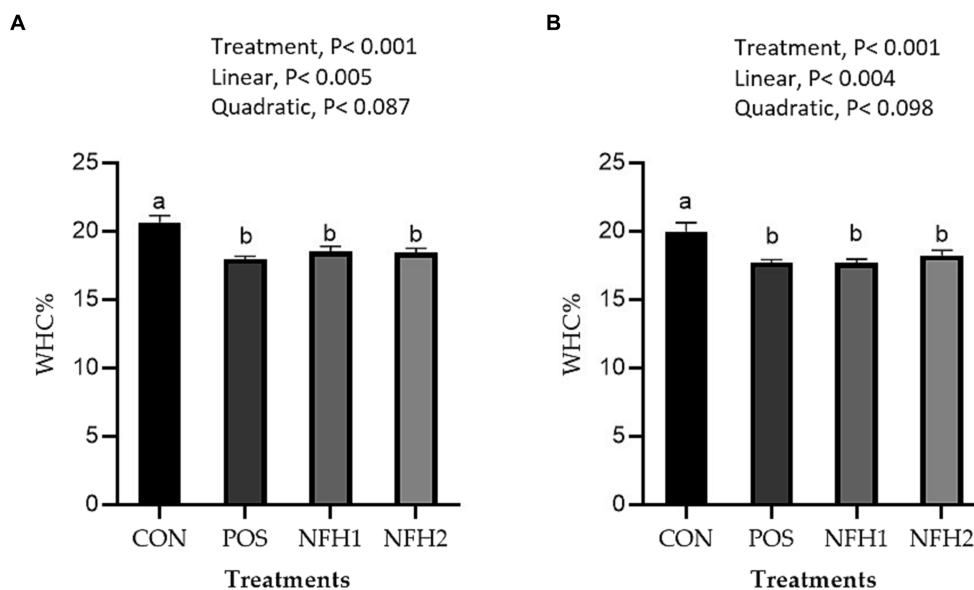 A
Treatment, P< 0.001
Linear, P< 0.005
Quadratic, P< 0.087
WHC%
25
20
15
10
5
0
a
b
b
b
CON POS NFH1 NFH2
Treatments
B
Treatment, P< 0.001
Linear, P< 0.004
Quadratic, P< 0.098
WHC%
25
20
15
10
5
0
a
b
b
b
CON POS NFH1 NFH2
Treatments